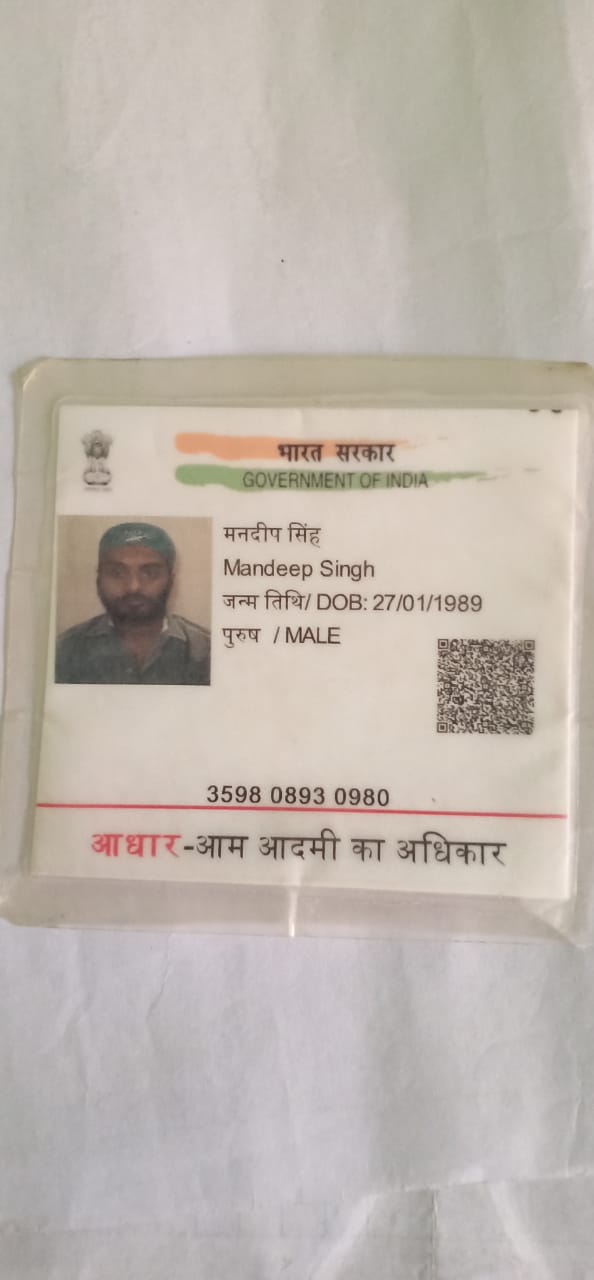 भारत सरकार
GOVERNMENT OF INDIA
मनदीप सिंह
Mandeep Singh
जन्म तिथि/ DOB: 27/01/1989
पुरुष / MALE
3598 0893 0980
आधार-आम आदमी का अधिकार